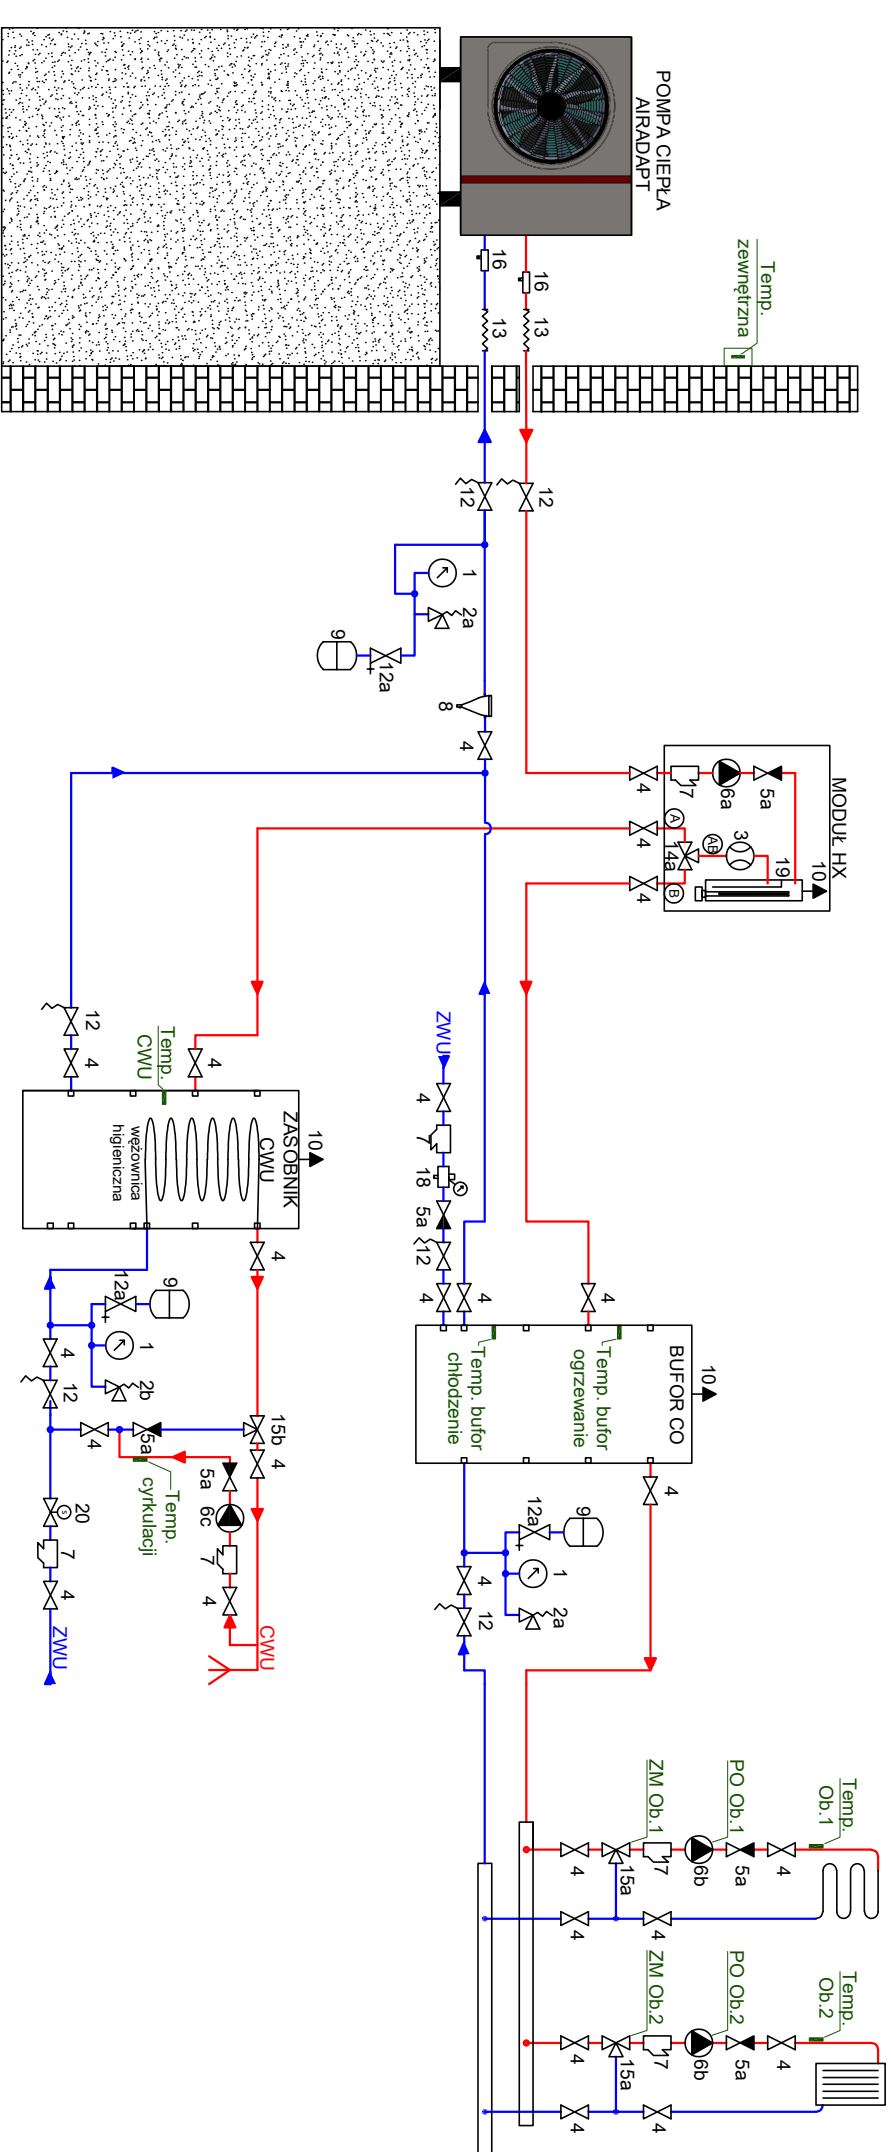 POMPA CIEPŁA
AIRADAPT
Temp.
zewnętrzna
16
13
16
13
12
12
1
2a
12a
9
8
4
MODUŁ HX
10
19
5a
6a
17
3
AB
14a
A
B
4
4
4
ZWU
4
7
18
5a
12
4
4
4
BUFOR CO
10
Temp. bufor
ogrzewanie
Temp. bufor
chłodzenie
4
9
12a
1
2a
4
12
12
4
Temp.
CWU
4
ZASOBNIK
CWU
10
wężownica
higieniczna
4
9
12a
1
2b
4
12
15b
4
5a
4
Temp.
cyrkulacji
5a
6c
7
4
CWU
20
7
4
ZWU
Temp.
Ob.1
PO Ob.1
ZM Ob.1
4
5a
6b
17
15a
4
4
4
Temp.
Ob.2
PO Ob.2
ZM Ob.2
4
5a
6b
17
15a
4
4
4